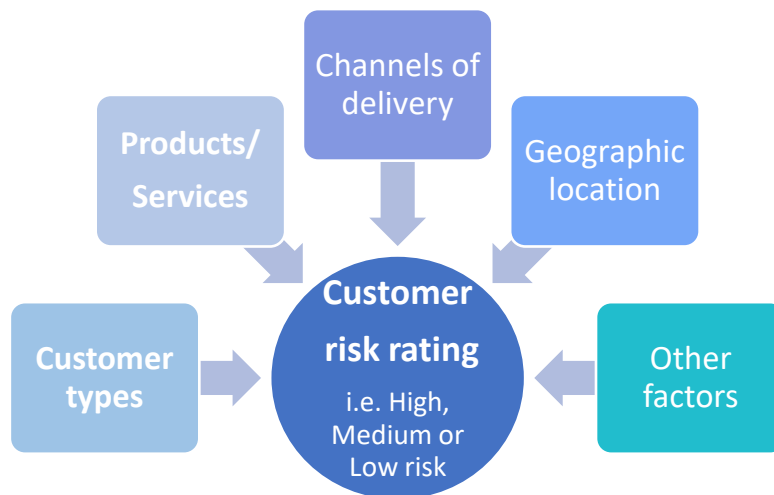 Channels of
delivery
Products/
Services
Geographic
location
Customer
types
Customer
risk rating
i.e. High,
Medium or
Low risk
Other
factors